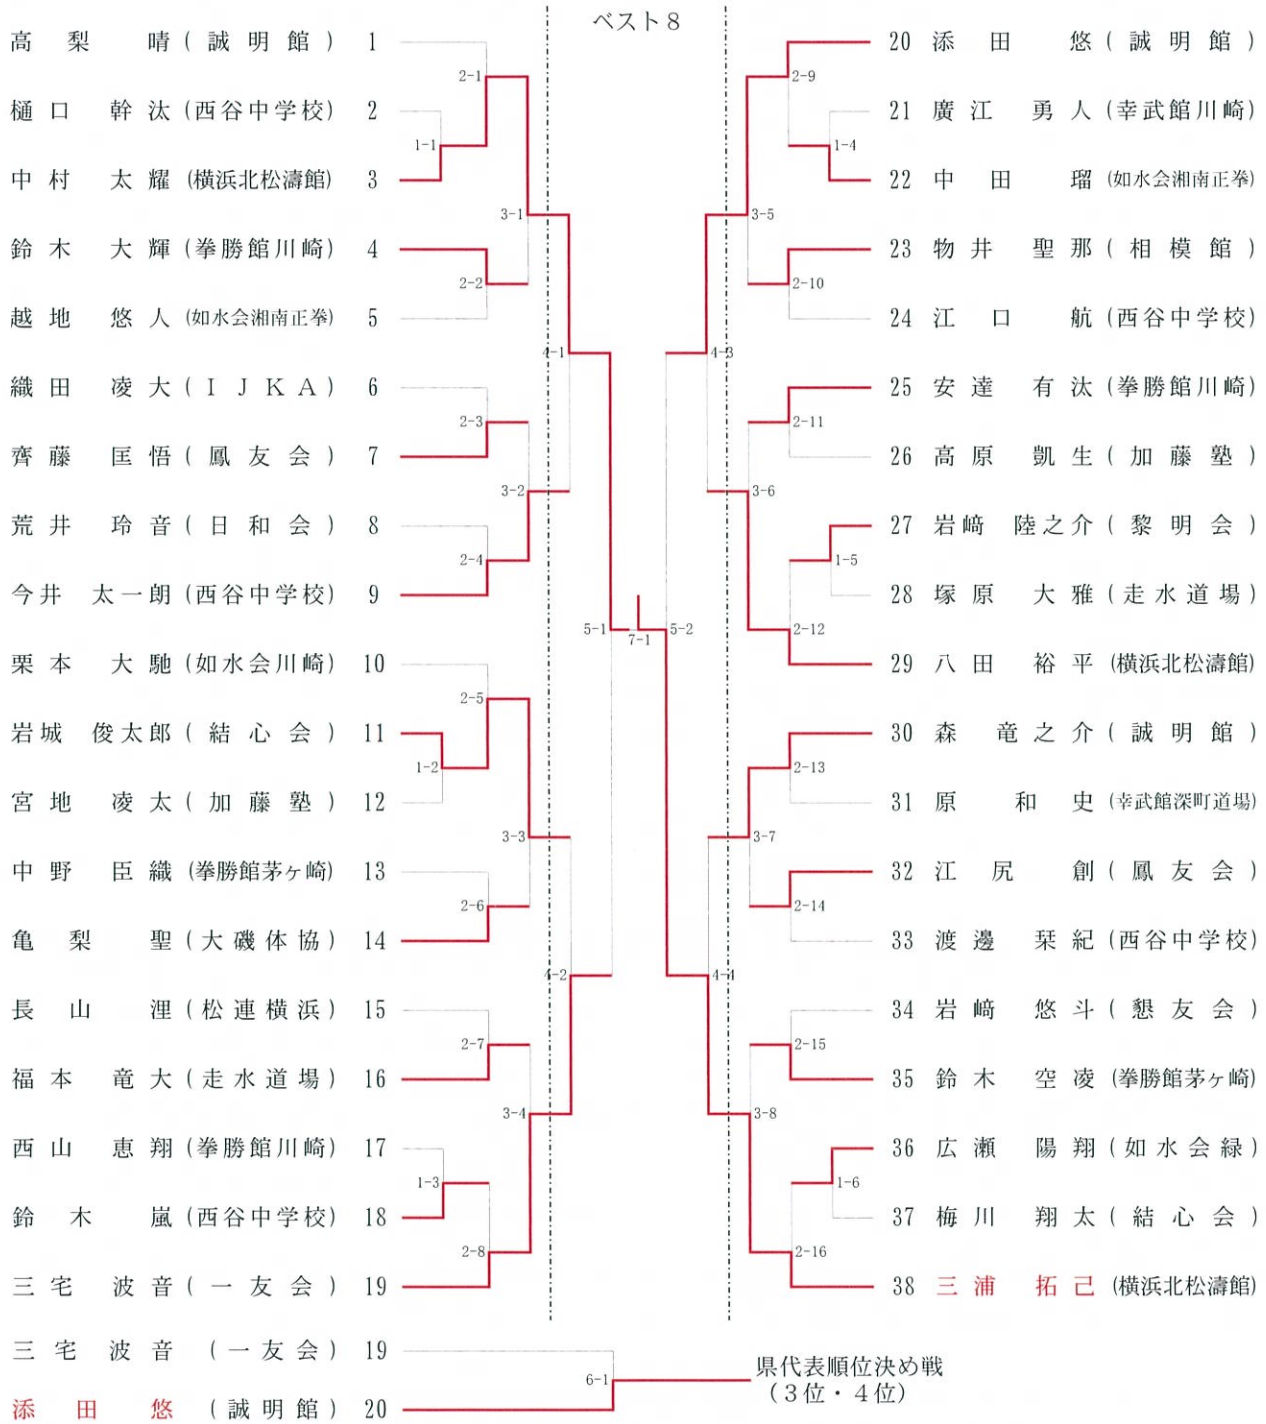 ベスト８
高梨 晴(誠明館) 1
樋口 幹汰(西谷中学校) 2
中村 太耀(横浜北松濤館) 3
鈴木 大輝(拳勝館川崎) 4
越地 悠人(如水会湘南正拳) 5
織田 凌大(ＩＪＫＡ) 6
齊藤 匡悟(鳳友会) 7
荒井 玲音(日和会) 8
今井 太一朗(西谷中学校) 9
栗本 大馳(如水会川崎) 10
岩城 俊太郎(結心会) 11
宮地 凌太(加藤塾) 12
中野 臣織(拳勝館茅ヶ崎) 13
亀梨 聖(大磯体協) 14
長山 浬(松連横浜) 15
福本 竜大(走水道場) 16
西山 恵翔(拳勝館川崎) 17
鈴木 嵐(西谷中学校) 18
三宅 波音(一友会) 19
2-1
1-1
3-1
2-2
4-1
2-3
3-2
2-4
5-1
2-5
1-2
3-3
2-6
4-2
2-7
3-4
1-3
2-8
7-1
20 添田 悠(誠明館)
21 廣江 勇人(幸武館川崎)
22 中田 瑠(如水会湘南正拳)
23 物井 聖那(相模館)
24 江口 航(西谷中学校)
25 安達 有汰(拳勝館川崎)
26 高原 凱生(加藤塾)
27 岩﨑 陸之介(黎明会)
28 塚原 大雅(走水道場)
29 八田 裕平(横浜北松濤館)
30 森 竜之介(誠明館)
31 原 和史(幸武館深町道場)
32 江尻 創(鳳友会)
33 渡邊 栞紀(西谷中学校)
34 岩﨑 悠斗(懇友会)
35 鈴木 空凌(拳勝館茅ヶ崎)
36 広瀬 陽翔(如水会緑)
37 梅川 翔太(結心会)
38 三浦 拓己(横浜北松濤館)
2-9
1-4
3-5
2-10
4-3
2-11
3-6
1-5
5-2
2-12
2-13
3-7
2-14
4-4
2-15
3-8
1-6
2-16
三宅波音 (一友会) 19
添田悠 (誠明館) 20
6-1
県代表順位決め戦
（３位・４位）